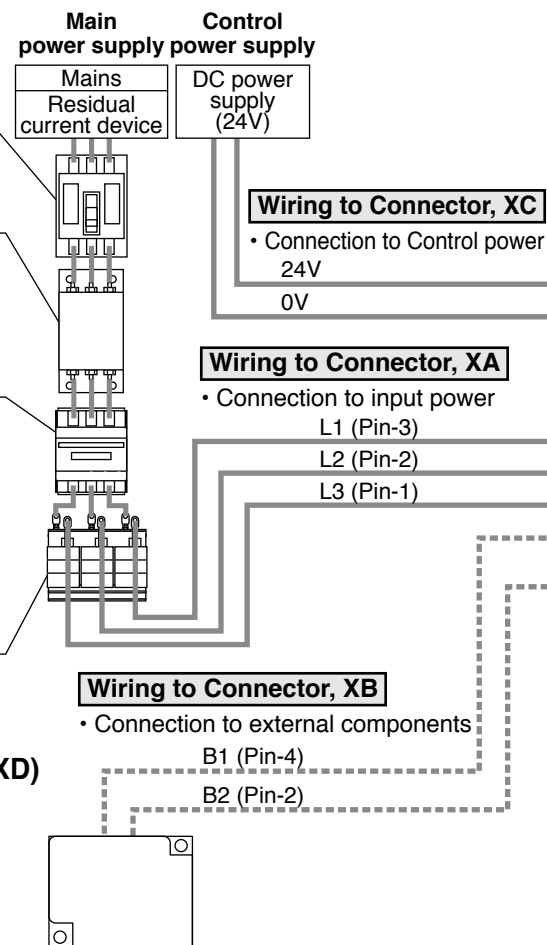 Main
power supply
Control
power supply
Mains
Residual
current device
DC power
supply
(24V)
Wiring to Connector, XC
・Connection to Control power
24V
0V
Wiring to Connector, XA
・Connection to input power
L1 (Pin-3)
L2 (Pin-2)
L3 (Pin-1)
Wiring to Connector, XB
・Connection to external components
XD)
B1 (Pin-4)
B2 (Pin-2)